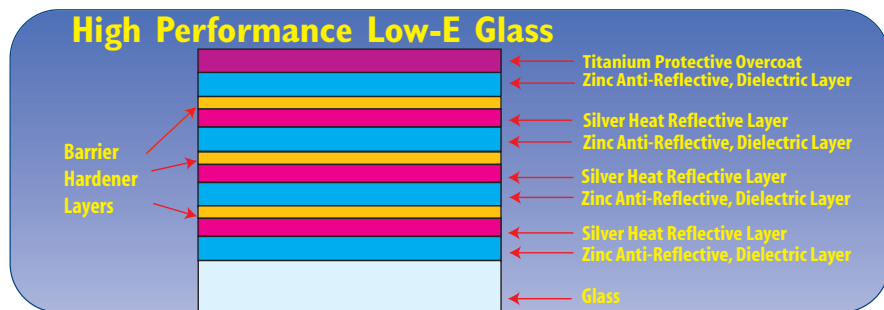 High Performance Low-E Glass
Titanium Protective Overcoat
Zinc Anti-Reflective, Dielectric Layer
Silver Heat Reflective Layer
Zinc Anti-Reflective, Dielectric Layer
Barrier
Hardener
Layers
Silver Heat Reflective Layer
Zinc Anti-Reflective, Dielectric Layer
Silver Heat Reflective Layer
Zinc Anti-Reflective, Dielectric Layer
Glass